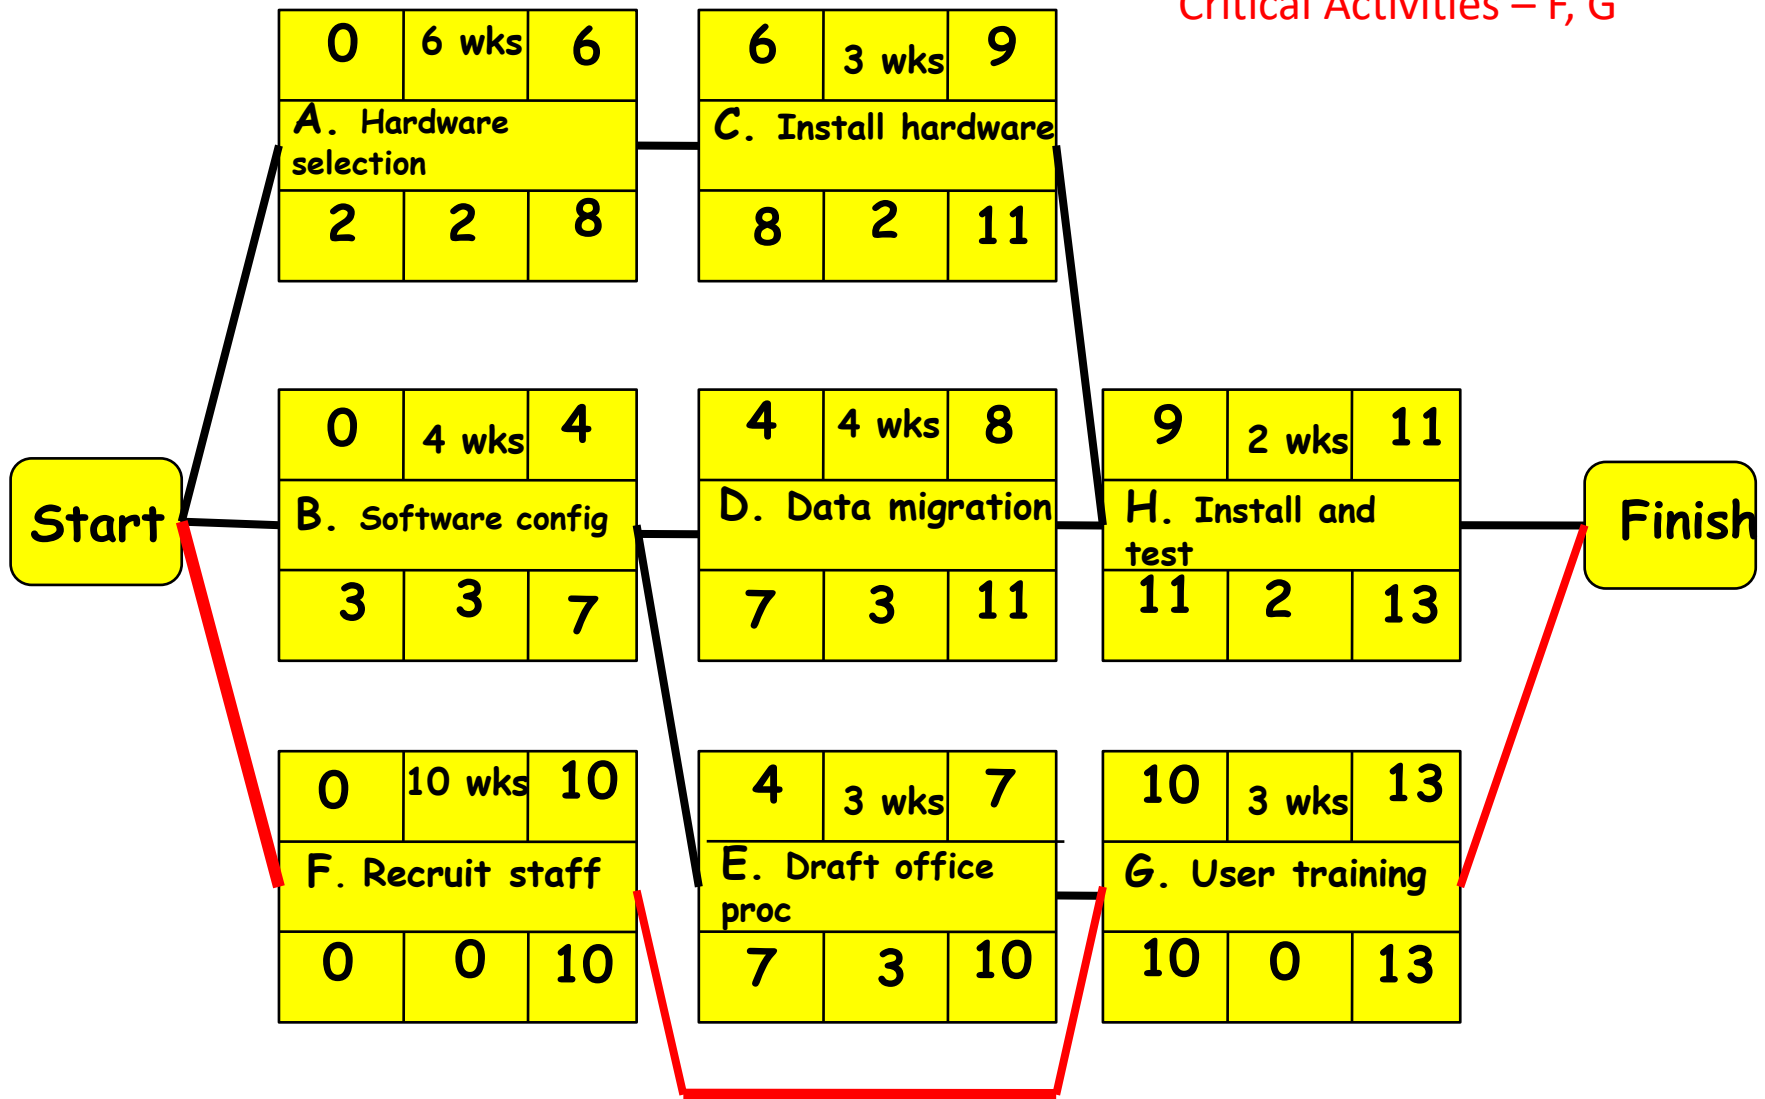 Critical Activities – F, G
0 6 wks 6
A. Hardware
selection
2 2 8
6 3 wks 9
C. Install hardware
8 2 11
Start
0 4 wks 4
B. Software config
3 3 7
4 4 wks 8
D. Data migration
7 3 11
9 2 wks 11
H. Install and
test
11 2 13
Finish
0 10 wks 10
F. Recruit staff
0 0 10
4 3 wks 7
E. Draft office
proc
7 3 10
10 3 wks 13
G. User training
10 0 13